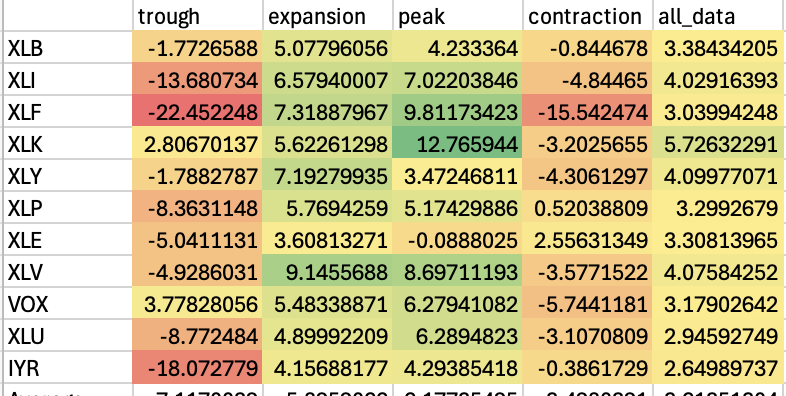 trough expansion peak contraction all_data
XLB -1.7726588 5.07796056 4.233364 -0.844678 3.38434205
XLI -13.680734 6.57940007 7.02203846 -4.84465 4.02916393
XLF -22.452248 7.31887967 9.81173423 -15.542474 3.03994248
XLK 2.80670137 5.62261298 12.765944 -3.2025655 5.72632291
XLY -1.7882787 7.19279935 3.47246811 -4.3061297 4.09977071
XLP -8.3631148 5.7694259 5.17429886 0.52038809 3.2992679
XLE -5.0411131 3.60813271 -0.0888025 2.55631349 3.30813965
XLV -4.9286031 9.1455688 8.69711193 -3.5771522 4.07584252
VOX 3.77828056 5.48338871 6.27941082 -5.7441181 3.17902642
XLU -8.772484 4.89992209 6.2894823 -3.1070809 2.94592749
IYR -18.072779 4.15688177 4.29385418 -0.3861729 2.64989737